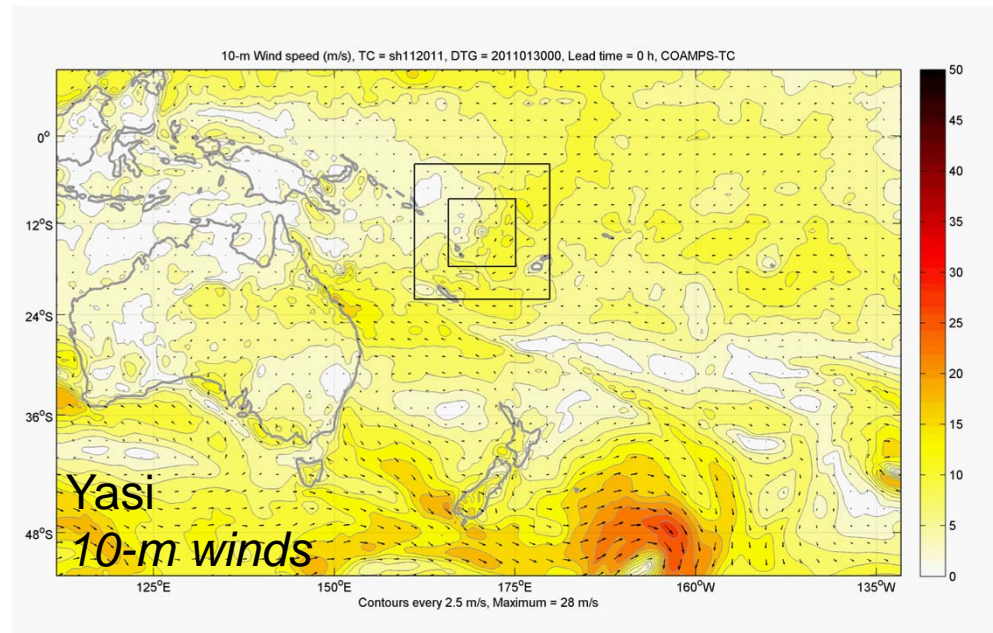 10-m Wind speed (m/s), TC = sh112011, DTG = 2011013000, Lead time = 0 h, COAMPS-TC
50
45
40
35
30
25
20
15
10
5
0
0°
12°S
24°S
36°S
48°S
Yasi
10-m winds
125°E
150°E
175°E
160°W
135°W
Contours every 2.5 m/s, Maximum = 28 m/s